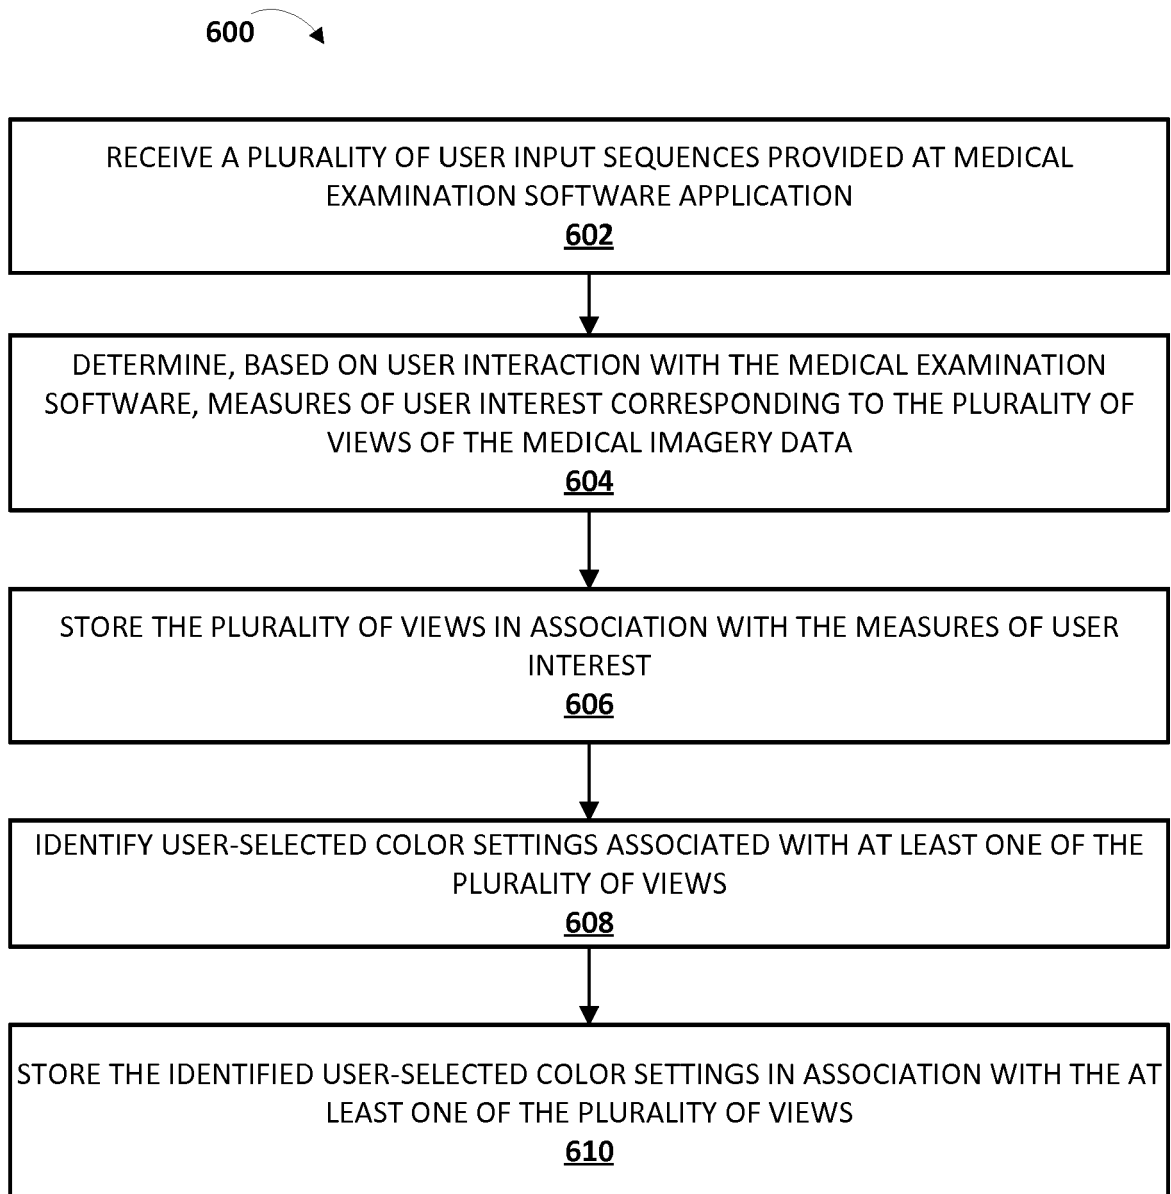 600
RECEIVE A PLURALITY OF USER INPUT SEQUENCES PROVIDED AT MEDICAL
EXAMINATION SOFTWARE APPLICATION
602
DETERMINE, BASED ON USER INTERACTION WITH THE MEDICAL EXAMINATION
SOFTWARE, MEASURES OF USER INTEREST CORRESPONDING TO THE PLURALITY OF
VIEWS OF THE MEDICAL IMAGERY DATA
604
STORE THE PLURALITY OF VIEWS IN ASSOCIATION WITH THE MEASURES OF USER
INTEREST
606
IDENTIFY USER-SELECTED COLOR SETTINGS ASSOCIATED WITH AT LEAST ONE OF THE
PLURALITY OF VIEWS
608
STORE THE IDENTIFIED USER-SELECTED COLOR SETTINGS IN ASSOCIATION WITH THE AT
LEAST ONE OF THE PLURALITY OF VIEWS
610